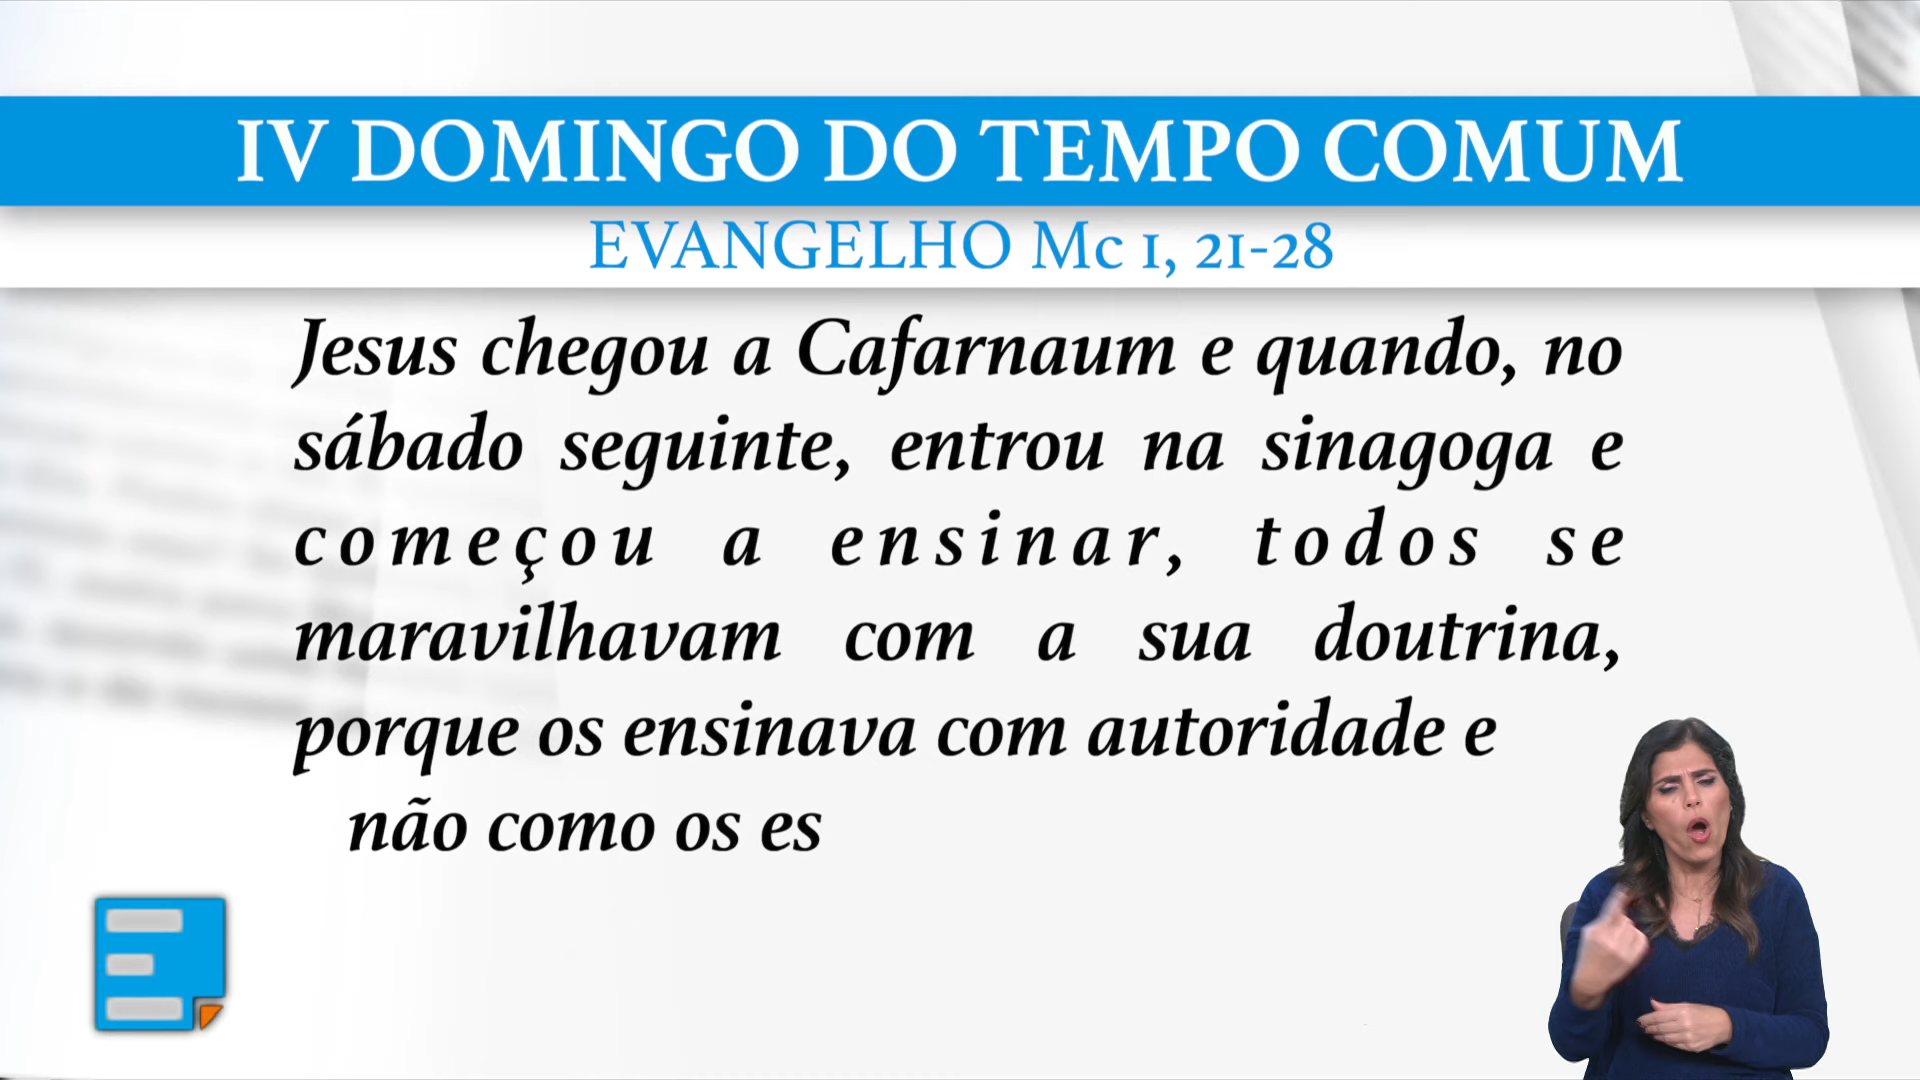 IV DOMINGO DO TEMPO COMUM
EVANGELHO Mc 1, 21-28
Jesus chegou a Cafarnaum e quando, no
sábado seguinte, entrou na sinagoga e
começou a ensinar, todos se
maravilhavam com a sua doutrina,
porque os ensinava com autoridade e
não como os es